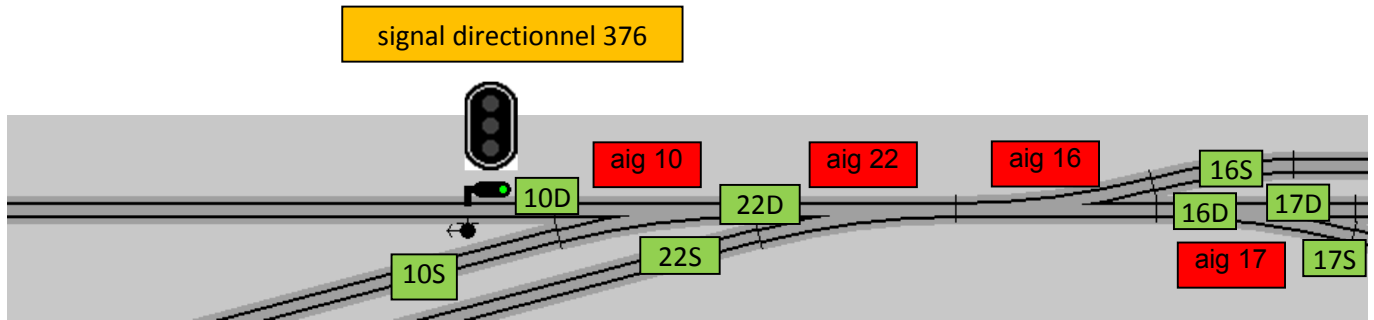 signal directionnel 376
aig 10
aig 22
aig 16
16S
10D
22D
16D
17D
10S
22S
aig 17
17S